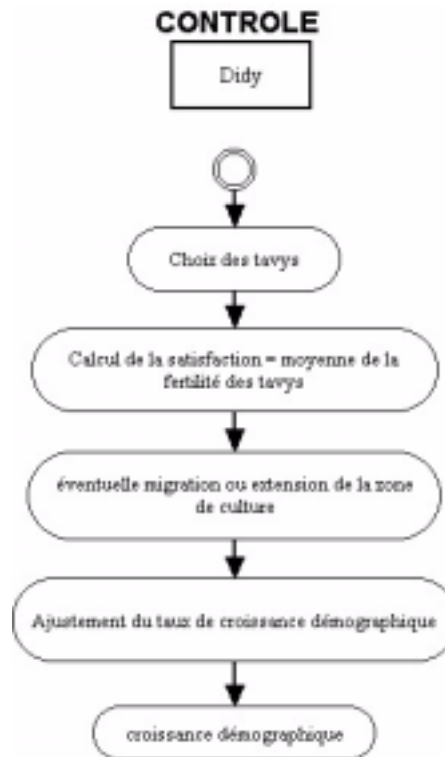 CONTROLE
Didy
Choix des tavys
Calcul de la satisfaction = moyenne de la
fertilité des tavys
éventuelle migration ou extension de la zone
de culture
Ajustement du taux de croissance démographique
croissance démographique